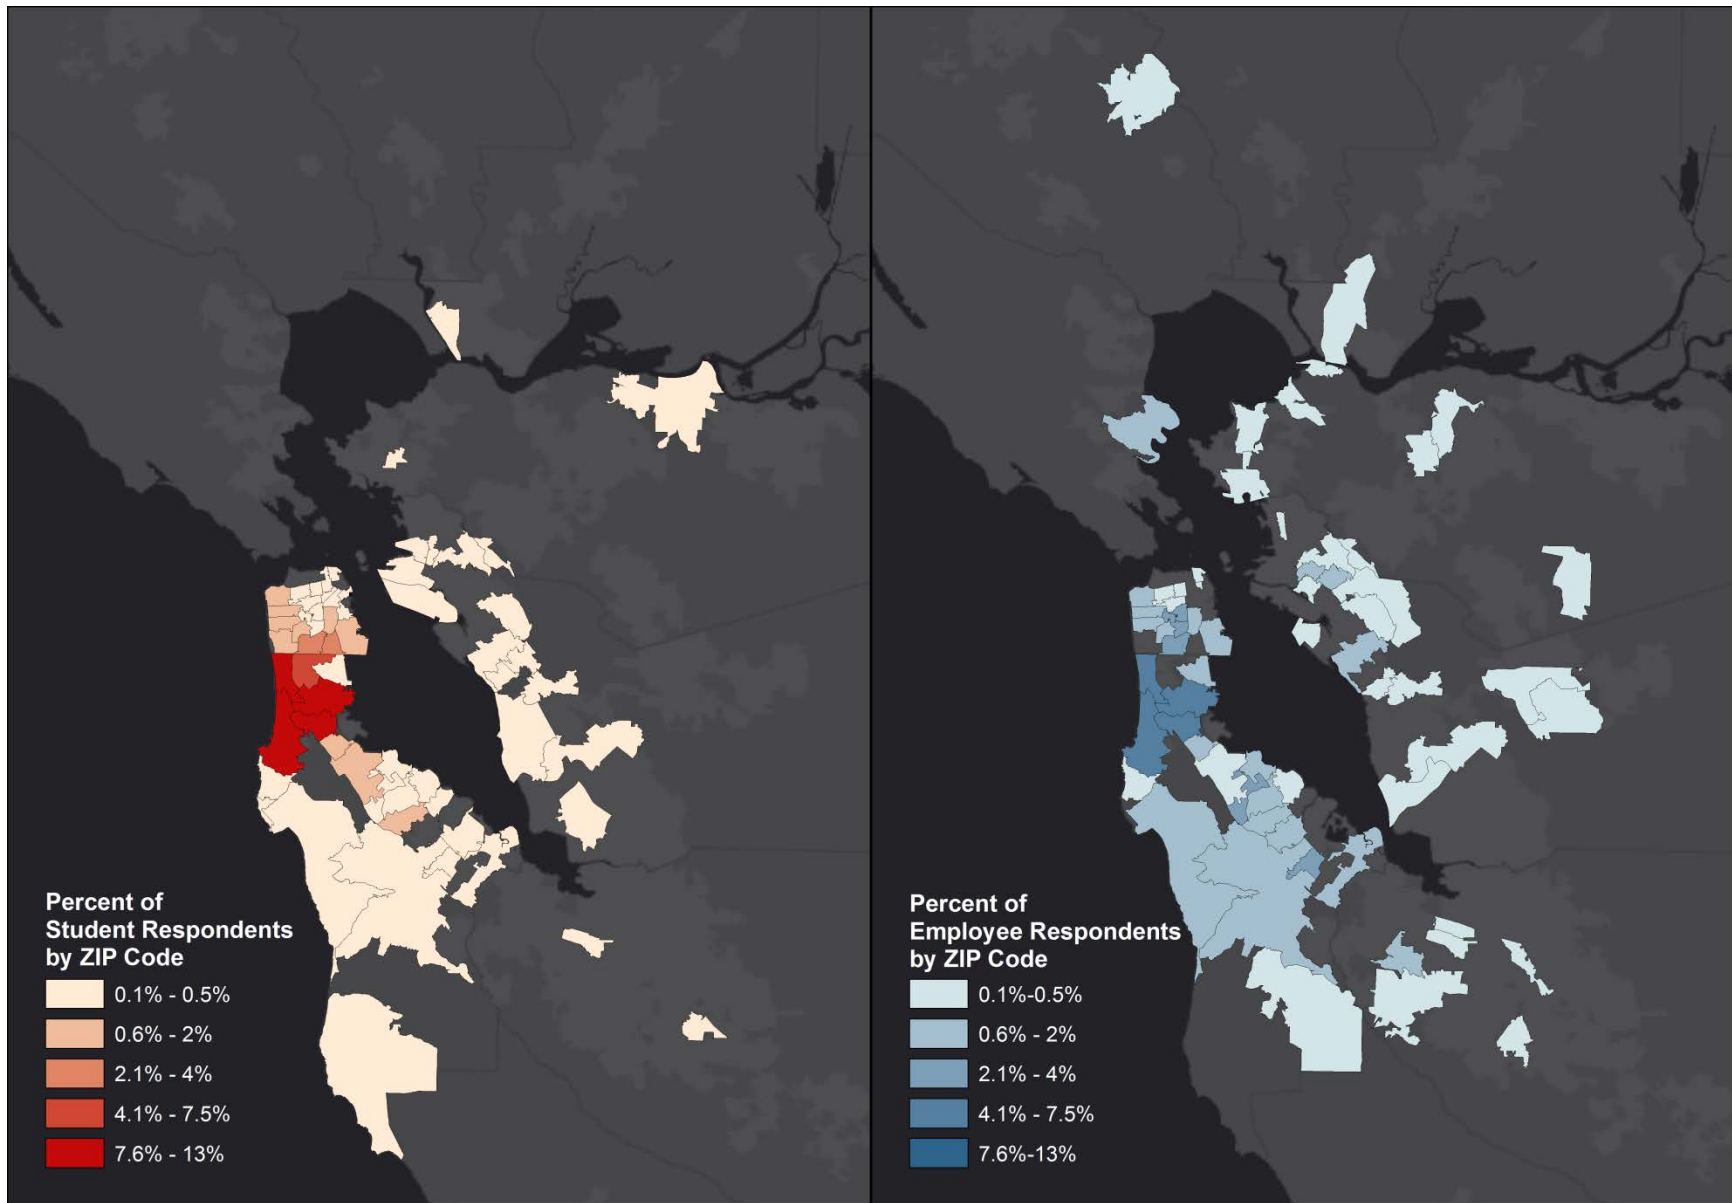 Percent of
Student Respondents
by ZIP Code
0.1% - 0.5%
0.6% - 2%
2.1% - 4%
4.1% - 7.5%
7.6% - 13%
Percent of
Employee Respondents
by ZIP Code
0.1%-0.5%
0.6% - 2%
2.1% - 4%
4.1% - 7.5%
7.6%-13%